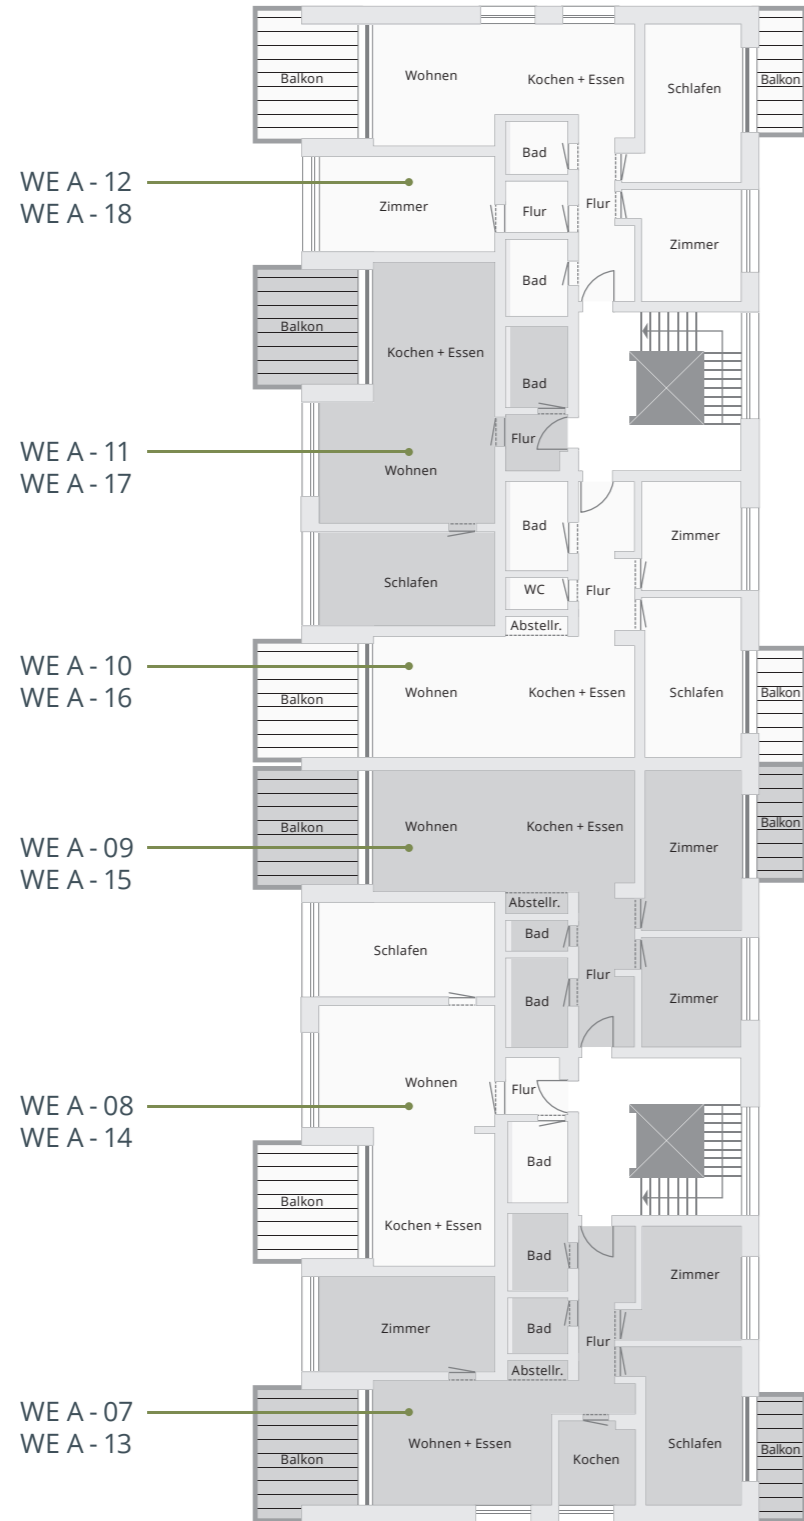 Balkon
Wohnen
Kochen + Essen
Schlafen
Balkon
Bad
WE A - 12
WE A - 18
Zimmer
Flur
Flur
Zimmer
Bad
Balkon
Kochen + Essen
Bad
Flur
WE A - 11
WE A - 17
Wohnen
Bad
Zimmer
Schlafen
WC
Flur
Abstellr.
WE A - 10
WE A - 16
Balkon
Wohnen
Kochen + Essen
Schlafen
Balkon
WE A - 09
WE A - 15
Balkon
Wohnen
Kochen + Essen
Zimmer
Balkon
Abstellr.
Bad
Schlafen
Flur
Bad
Zimmer
WE A - 08
WE A - 14
Wohnen
Flur
Bad
Balkon
Kochen + Essen
Bad
Zimmer
Zimmer
Bad
Flur
Abstellr.
WE A - 07
WE A - 13
Balkon
Wohnen + Essen
Kochen
Schlafen
Balkon